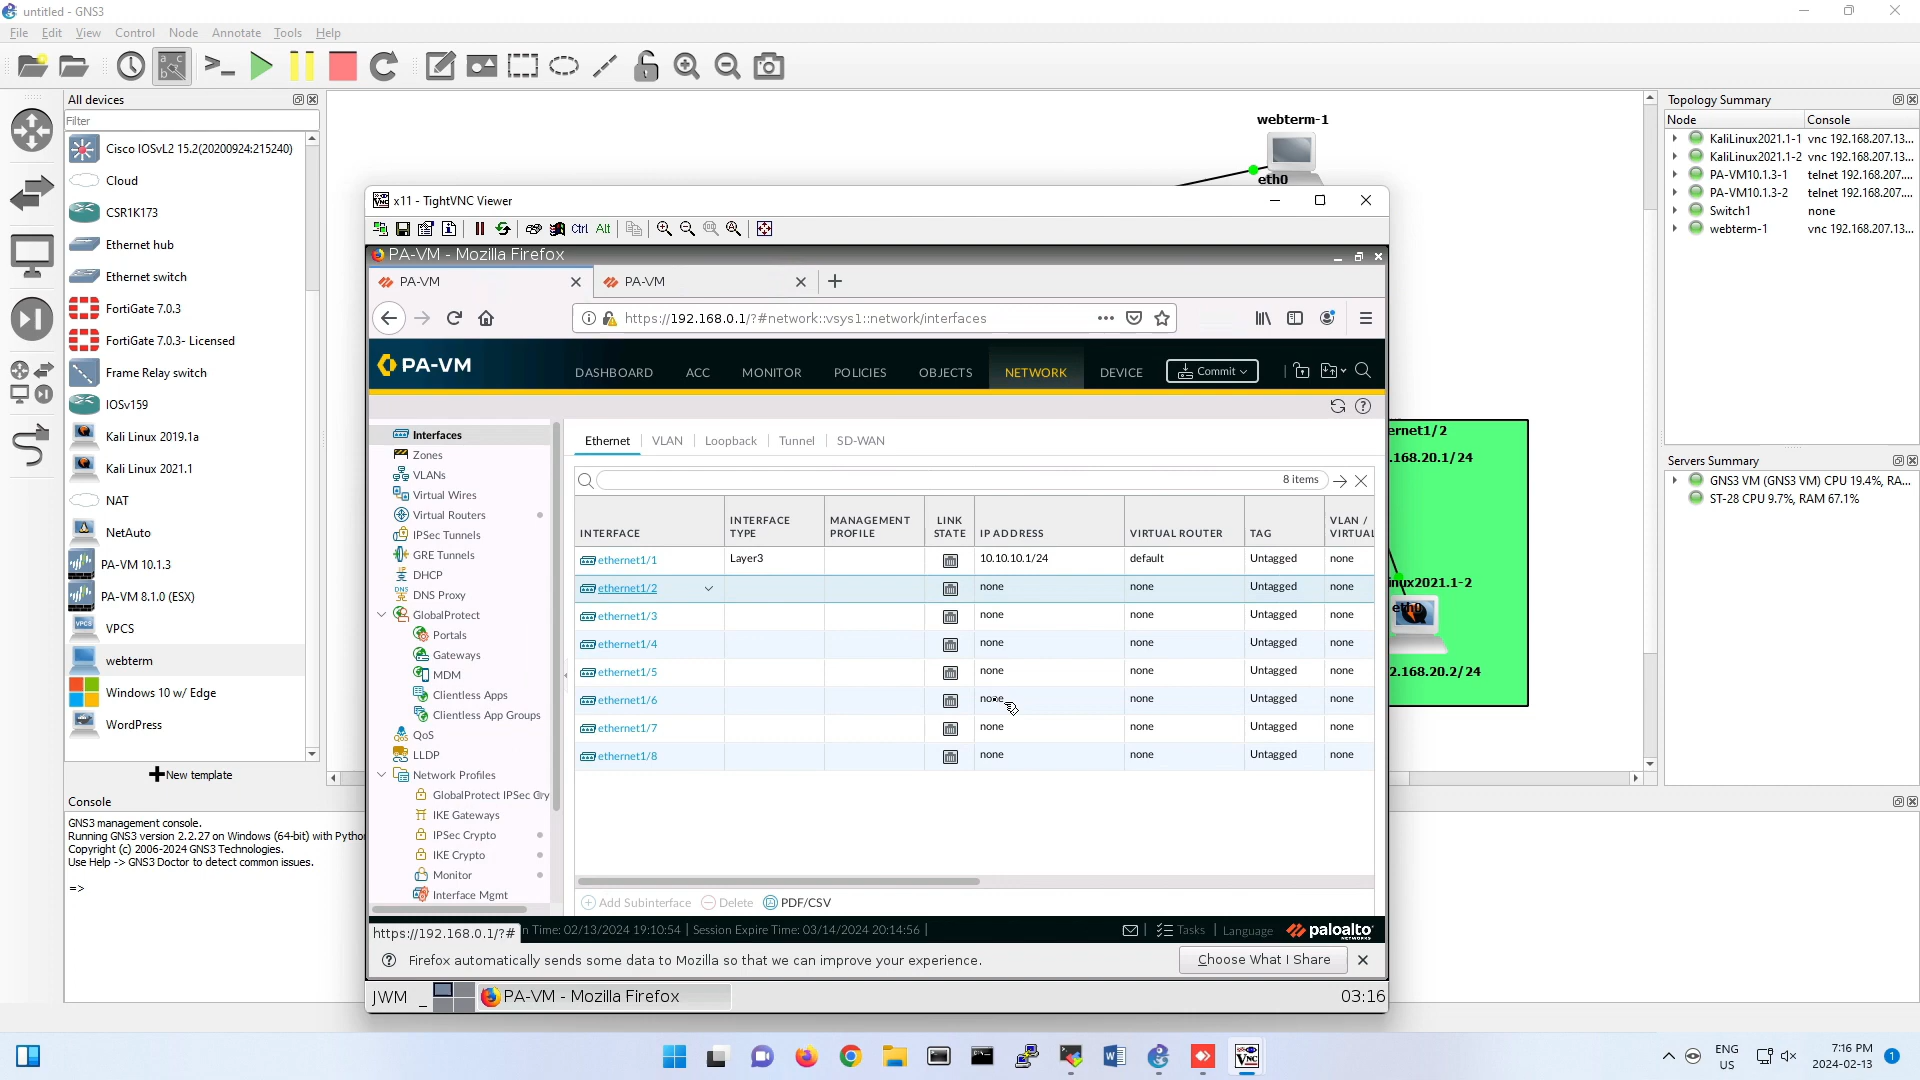 untitled - GNS3
File Edit View Control Node Annotate Tools Help
All devices
Filter
Cisco IOSvL2 15.2(20200924:215240)
Cloud
CSR1K173
Ethernet hub
Ethernet switch
FortiGate 7.0.3
FortiGate 7.0.3- Licensed
Frame Relay switch
IOSv159
Kali Linux 2019.1a
Kali Linux 2021.1
NAT
NetAuto
PA-VM 10.1.3
PA-VM 8.1.0 (ESX)
VPCS
webterm
Windows 10 w/ Edge
WordPress
New template
Console
GNS3 management console.
Running GNS3 version 2.2.27 on Windows (64-bit) with Pytho
Copyright (c) 2006-2024 GNS3 Technologies.
Use Help -> GNS3 Doctor to detect common issues.
=>
webterm-1
eth0
x11 - TightVNC Viewer
Ctrl Alt
PA-VM - Mozilla Firefox
PA-VM
PA-VM
https://192.168.0.1/?#network::vsys1::network/interfaces
PA-VM
DASHBOARD ACC MONITOR POLICIES OBJECTS NETWORK DEVICE Commit
Interfaces
Zones
VLANs
Virtual Wires
Virtual Routers
IPSec Tunnels
GRE Tunnels
DHCP
DNS Proxy
GlobalProtect
Portals
Gateways
MDM
Clientless Apps
Clientless App Groups
QoS
LLDP
Network Profiles
GlobalProtect IPSec Cry
IKE Gateways
IPSec Crypto
IKE Crypto
Monitor
Interface Mgmt
Ethernet VLAN Loopback Tunnel SD-WAN
8 items
INTERFACE INTERFACE TYPE MANAGEMENT PROFILE LINK STATE IP ADDRESS VIRTUAL ROUTER TAG VLAN / VIRTUAL
ethernet1/1 Layer3 10.10.10.1/24 default Untagged none
ethernet1/2 none none Untagged none
ethernet1/3 none none Untagged none
ethernet1/4 none none Untagged none
ethernet1/5 none none Untagged none
ethernet1/6 none none Untagged none
ethernet1/7 none none Untagged none
ethernet1/8 none none Untagged none
Add Subinterface Delete PDF/CSV
https://192.168.0.1/?#
n Time: 02/13/2024 19:10:54 | Session Expire Time: 03/14/2024 20:14:56 |
Tasks | Language paloalto
NETWORKS
Firefox automatically sends some data to Mozilla so that we can improve your experience.
Choose What I Share
JWM _ PA-VM - Mozilla Firefox 03:16
ernet1/2
.168.20.1/24
inux2021.1-2
eth0
2.168.20.2/24
Topology Summary
Node Console
KaliLinux2021.1-1 vnc 192.168.207.13...
KaliLinux2021.1-2 vnc 192.168.207.13...
PA-VM10.1.3-1 telnet 192.168.207....
PA-VM10.1.3-2 telnet 192.168.207....
Switch1 none
webterm-1 vnc 192.168.207.13...
Servers Summary
GNS3 VM (GNS3 VM) CPU 19.4%, RA...
ST-28 CPU 9.7%, RAM 67.1%
ENG
US
7:16 PM
2024-02-13
1